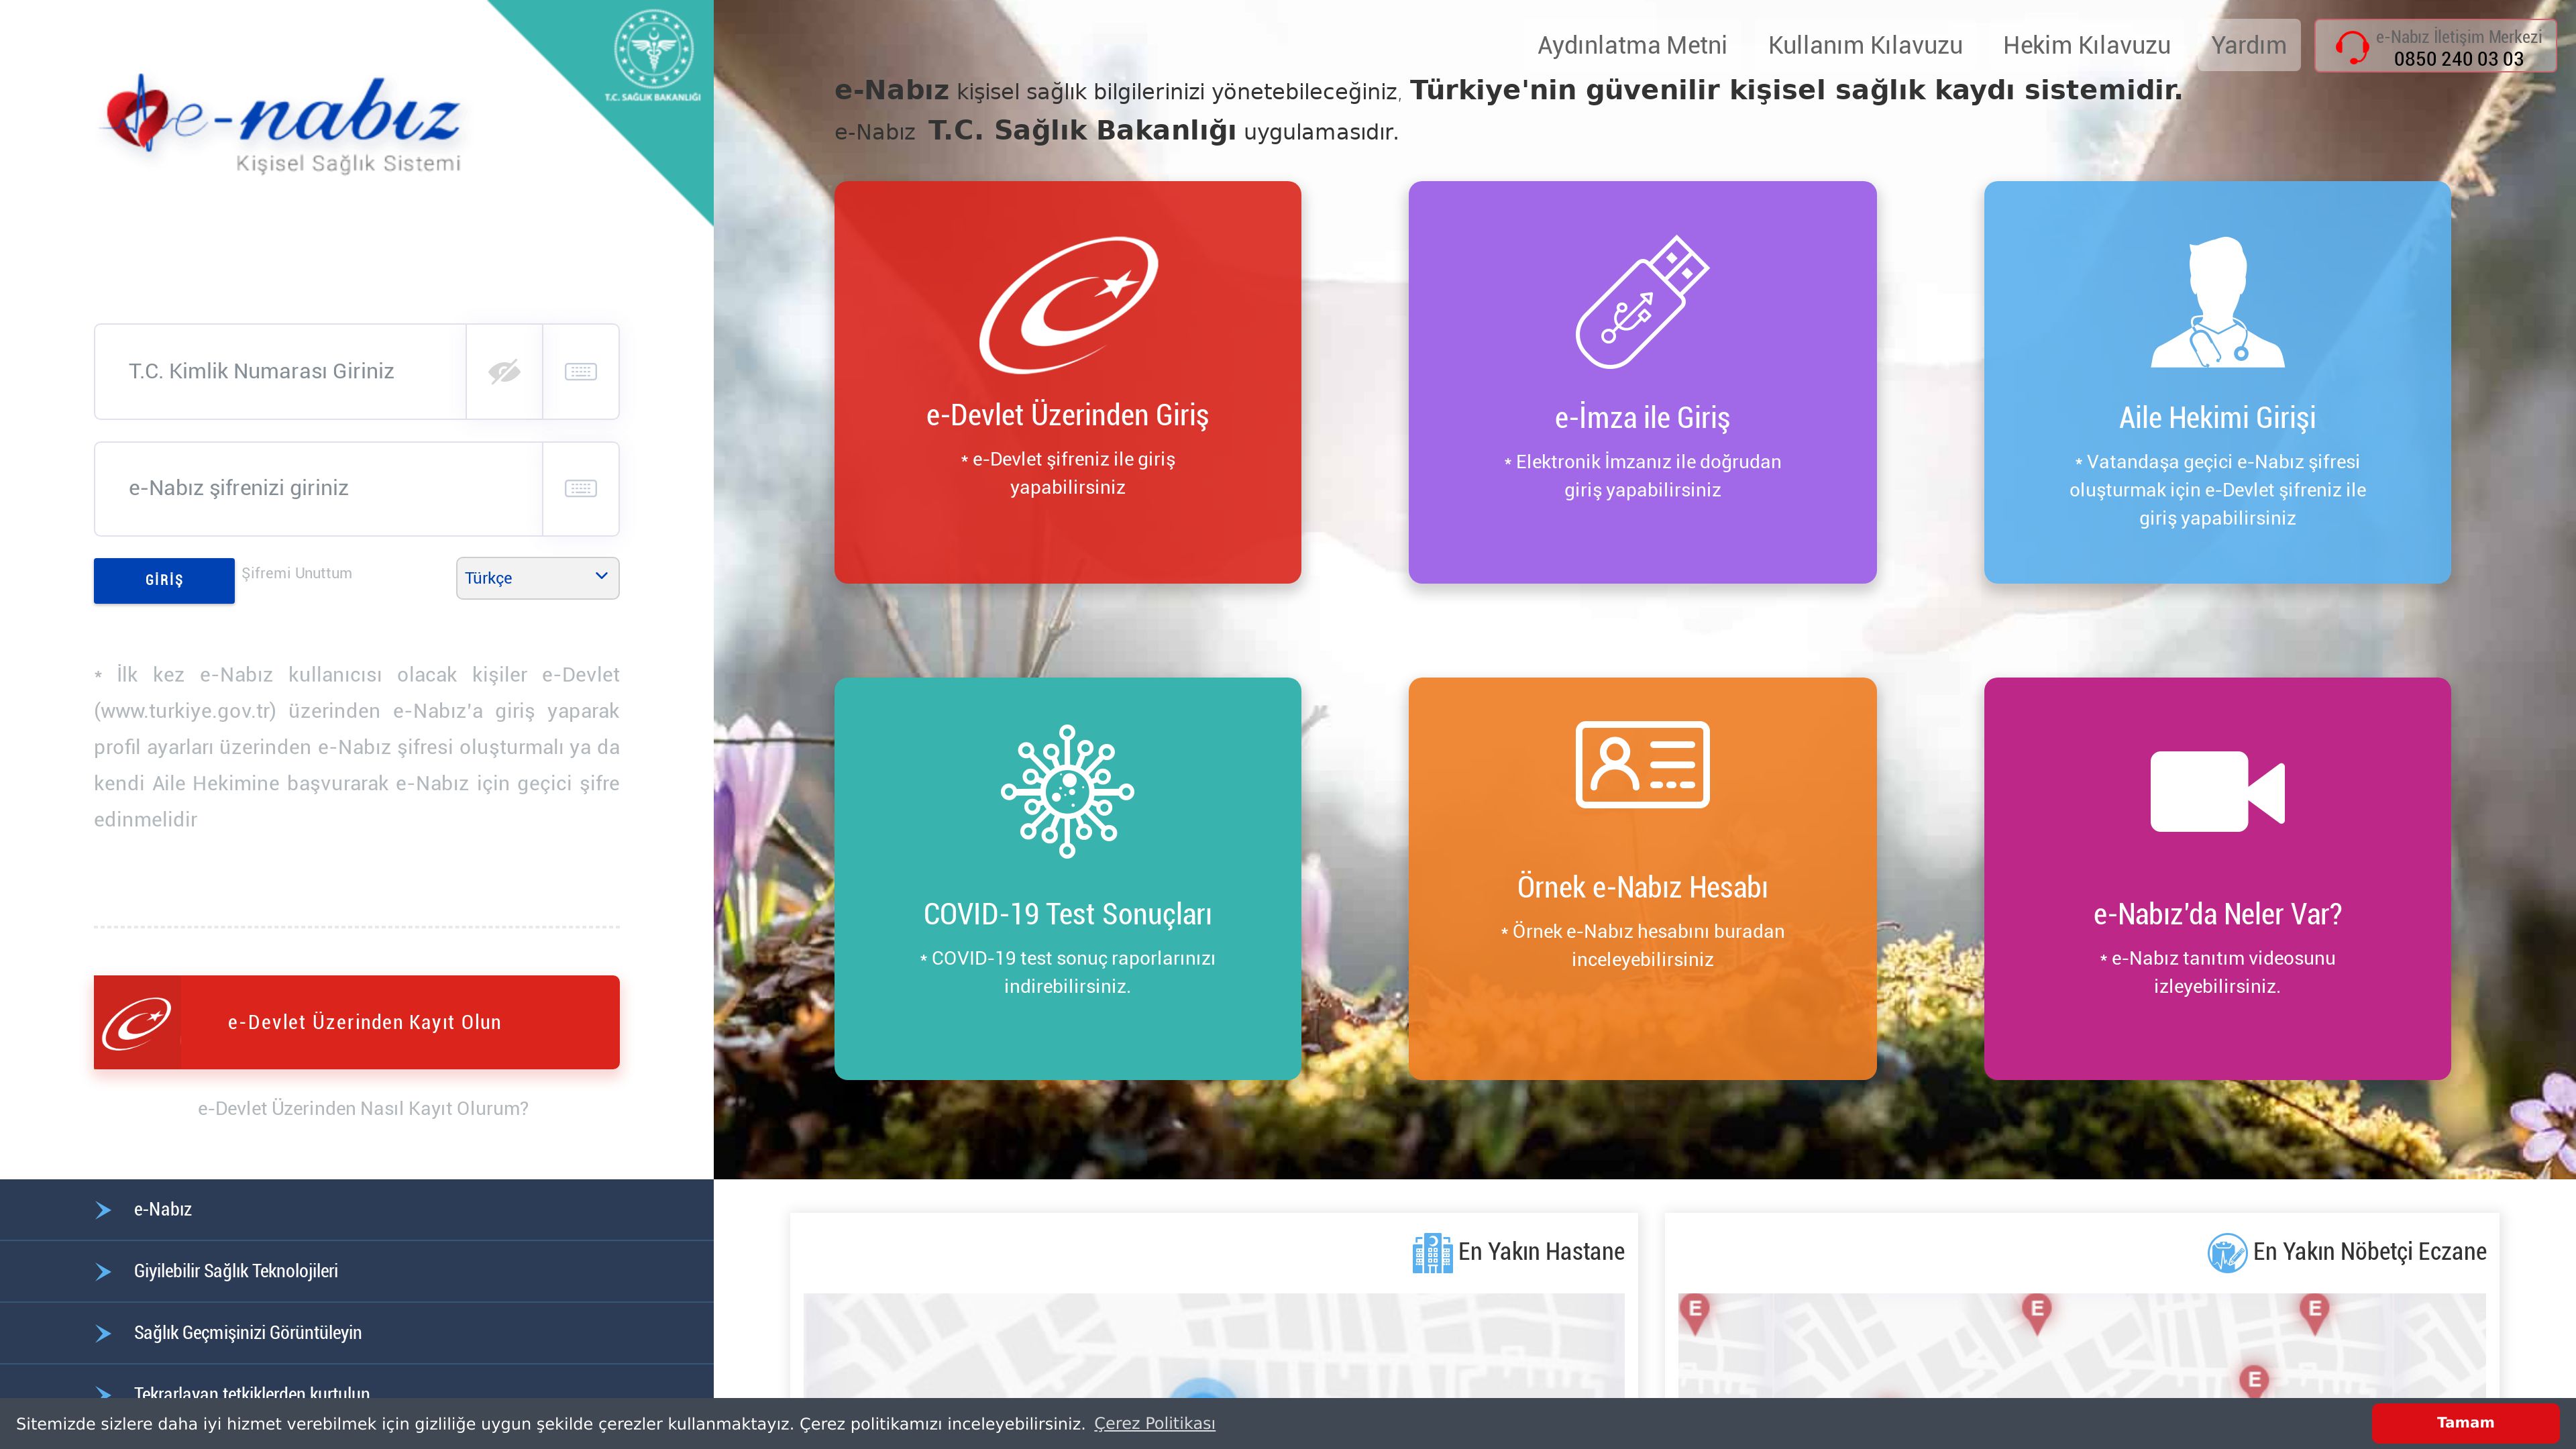 T.C. SAĞLIK BAKANLIĞI
e-nabız
Kişisel Sağlık Sistemi
T.C. Kimlik Numarası Giriniz
e-Nabız şifrenizi giriniz
GİRİŞ
Şifremi Unuttum
Türkçe
* İlk kez e-Nabız kullanıcısı olacak kişiler e-Devlet
(www.turkiye.gov.tr) üzerinden e-Nabız'a giriş yaparak
profil ayarları üzerinden e-Nabız şifresi oluşturmalı ya da
kendi Aile Hekimine başvurarak e-Nabız için geçici şifre
edinmelidir
e-Devlet Üzerinden Kayıt Olun
e-Devlet Üzerinden Nasıl Kayıt Olurum?
e-Nabız
Giyilebilir Sağlık Teknolojileri
Sağlık Geçmişinizi Görüntüleyin
Tekrarlayan tetkiklerden kurtulun
Aydınlatma Metni
Kullanım Kılavuzu
Hekim Kılavuzu
Yardım
e-Nabız İletişim Merkezi
0850 240 03 03
e-Nabız kişisel sağlık bilgilerinizi yönetebileceğiniz, Türkiye'nin güvenilir kişisel sağlık kaydı sistemidir.
e-Nabız T.C. Sağlık Bakanlığı uygulamasıdır.
e-Devlet Üzerinden Giriş
* e-Devlet şifreniz ile giriş
yapabilirsiniz
e-İmza ile Giriş
* Elektronik İmzanız ile doğrudan
giriş yapabilirsiniz
Aile Hekimi Girişi
* Vatandaşa geçici e-Nabız şifresi
oluşturmak için e-Devlet şifreniz ile
giriş yapabilirsiniz
COVID-19 Test Sonuçları
* COVID-19 test sonuç raporlarınızı
indirebilirsiniz.
Örnek e-Nabız Hesabı
* Örnek e-Nabız hesabını buradan
inceleyebilirsiniz
e-Nabız'da Neler Var?
* e-Nabız tanıtım videosunu
izleyebilirsiniz.
En Yakın Hastane
En Yakın Nöbetçi Eczane
E
E
E
E
Sitemizde sizlere daha iyi hizmet verebilmek için gizliliğe uygun şekilde çerezler kullanmaktayız. Çerez politikamızı inceleyebilirsiniz. Çerez Politikası
Tamam